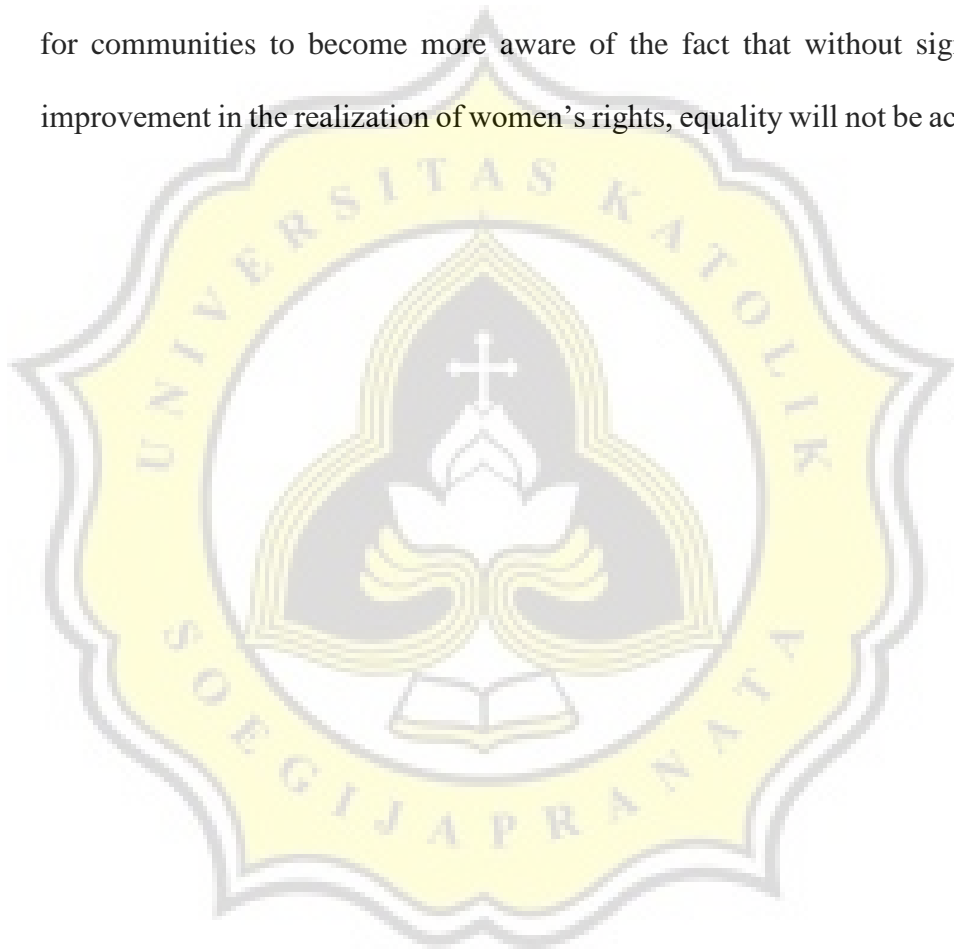 for communities to become more aware of the fact that without sig
improvement in the realization of women’s rights, equality will not be ac
UNIVERSITAS KATOLIK
SOEGIJAPRANATA